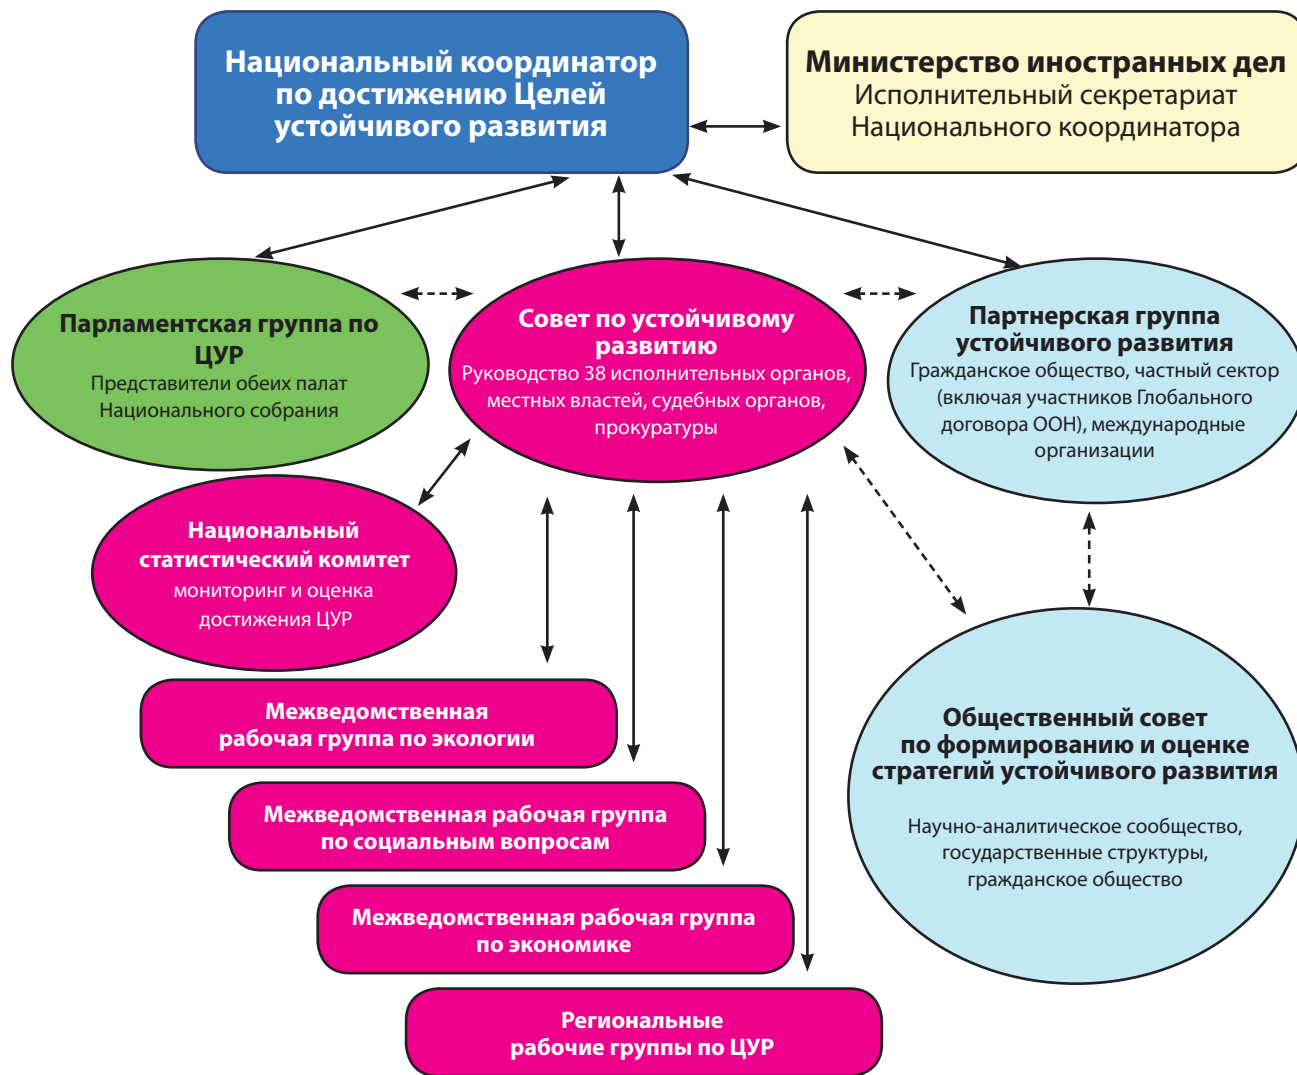 Национальный координатор
по достижению Целей
устойчивого развития
Министерство иностранных дел
Исполнительный секретариат
Национального координатора
Парламентская группа по
ЦУР
Представители обеих палат
Национального собрания
Совет по устойчивому
развитию
Руководство 38 исполнительных органов,
местных властей, судебных органов,
прокуратуры
Партнерская группа
устойчивого развития
Гражданское общество, частный сектор
(включая участников Глобального
договора ООН), международные
организации
Национальный
статистический комитет
мониторинг и оценка
достижения ЦУР
Межведомственная
рабочая группа по экологии
Межведомственная рабочая группа
по социальным вопросам
Межведомственная рабочая группа
по экономике
Региональные
рабочие группы по ЦУР
Общественный совет
по формированию и оценке
стратегий устойчивого развития
Научно-аналитическое сообщество,
государственные структуры,
гражданское общество